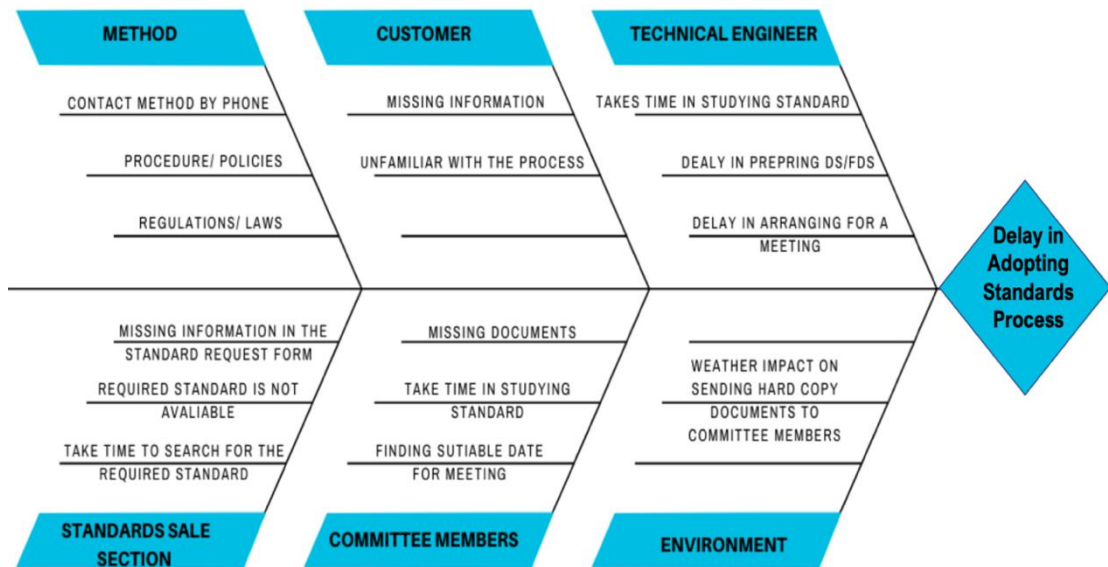 METHOD
CUSTOMER
TECHNICAL ENGINEER
CONTACT METHOD BY PHONE
MISSING INFORMATION
TAKES TIME IN STUDYING STANDARD
PROCEDURE/ POLICIES
UNFAMILIAR WITH THE PROCESS
DEALY IN PREPRING DS/FDS
REGULATIONS/ LAWS
DELAY IN ARRANGING FOR A
MEETING
Delay in
Adopting
Standards
Process
MISSING INFORMATION IN THE
STANDARD REQUEST FORM
REQUIRED STANDARD IS NOT
AVALIABLE
TAKE TIME TO SEARCH FOR THE
REQUIRED STANDARD
MISSING DOCUMENTS
TAKE TIME IN STUDYING
STANDARD
FINDING SUTIABLE DATE
FOR MEETING
WEATHER IMPACT ON
SENDING HARD COPY
DOCUMENTS TO
COMMITTEE MEMBERS
STANDARDS SALE
SECTION
COMMITTEE MEMBERS
ENVIRONMENT